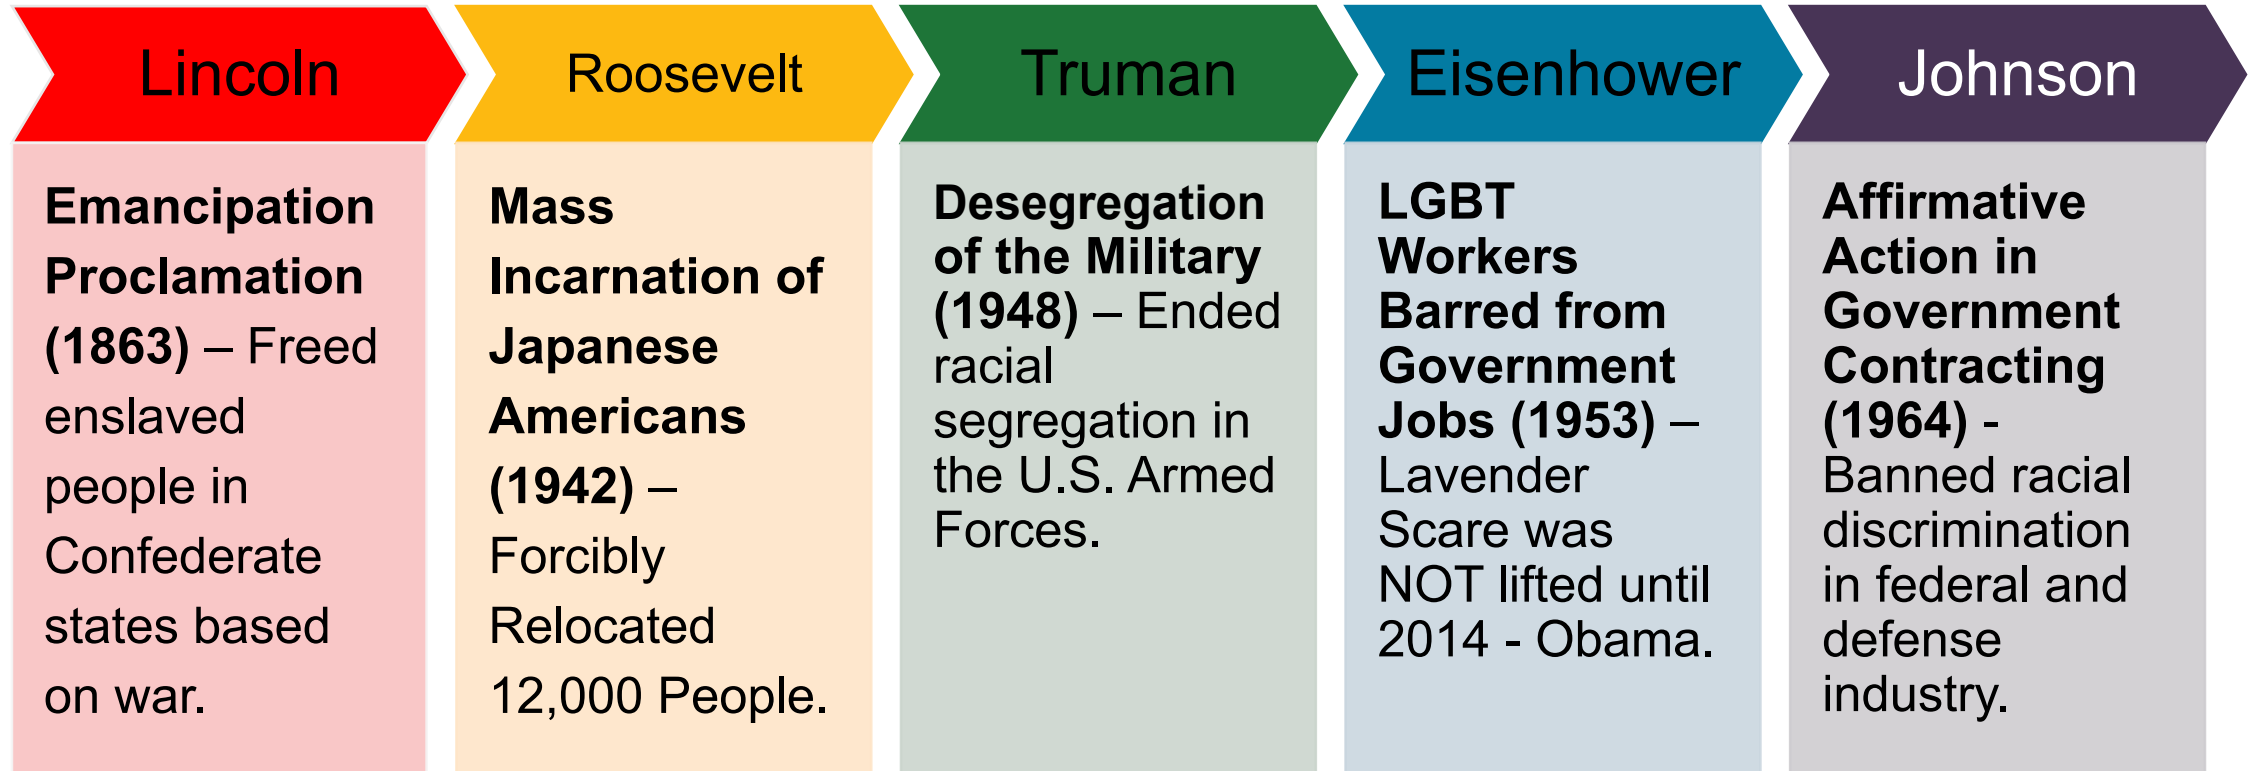 Lincoln
Emancipation
Proclamation
(1863) – Freed
enslaved
people in
Confederate
states based
on war.
Roosevelt
Mass
Incarnation of
Japanese
Americans
(1942) –
Forcibly
Relocated
12,000 People.
Truman
Desegregation
of the Military
(1948) – Ended
racial
segregation in
the U.S. Armed
Forces.
Eisenhower
LGBT
Workers
Barred from
Government
Jobs (1953) –
Lavender
Scare was
NOT lifted until
2014 - Obama.
Johnson
Affirmative
Action in
Government
Contracting
(1964) -
Banned racial
discrimination
in federal and
defense
industry.